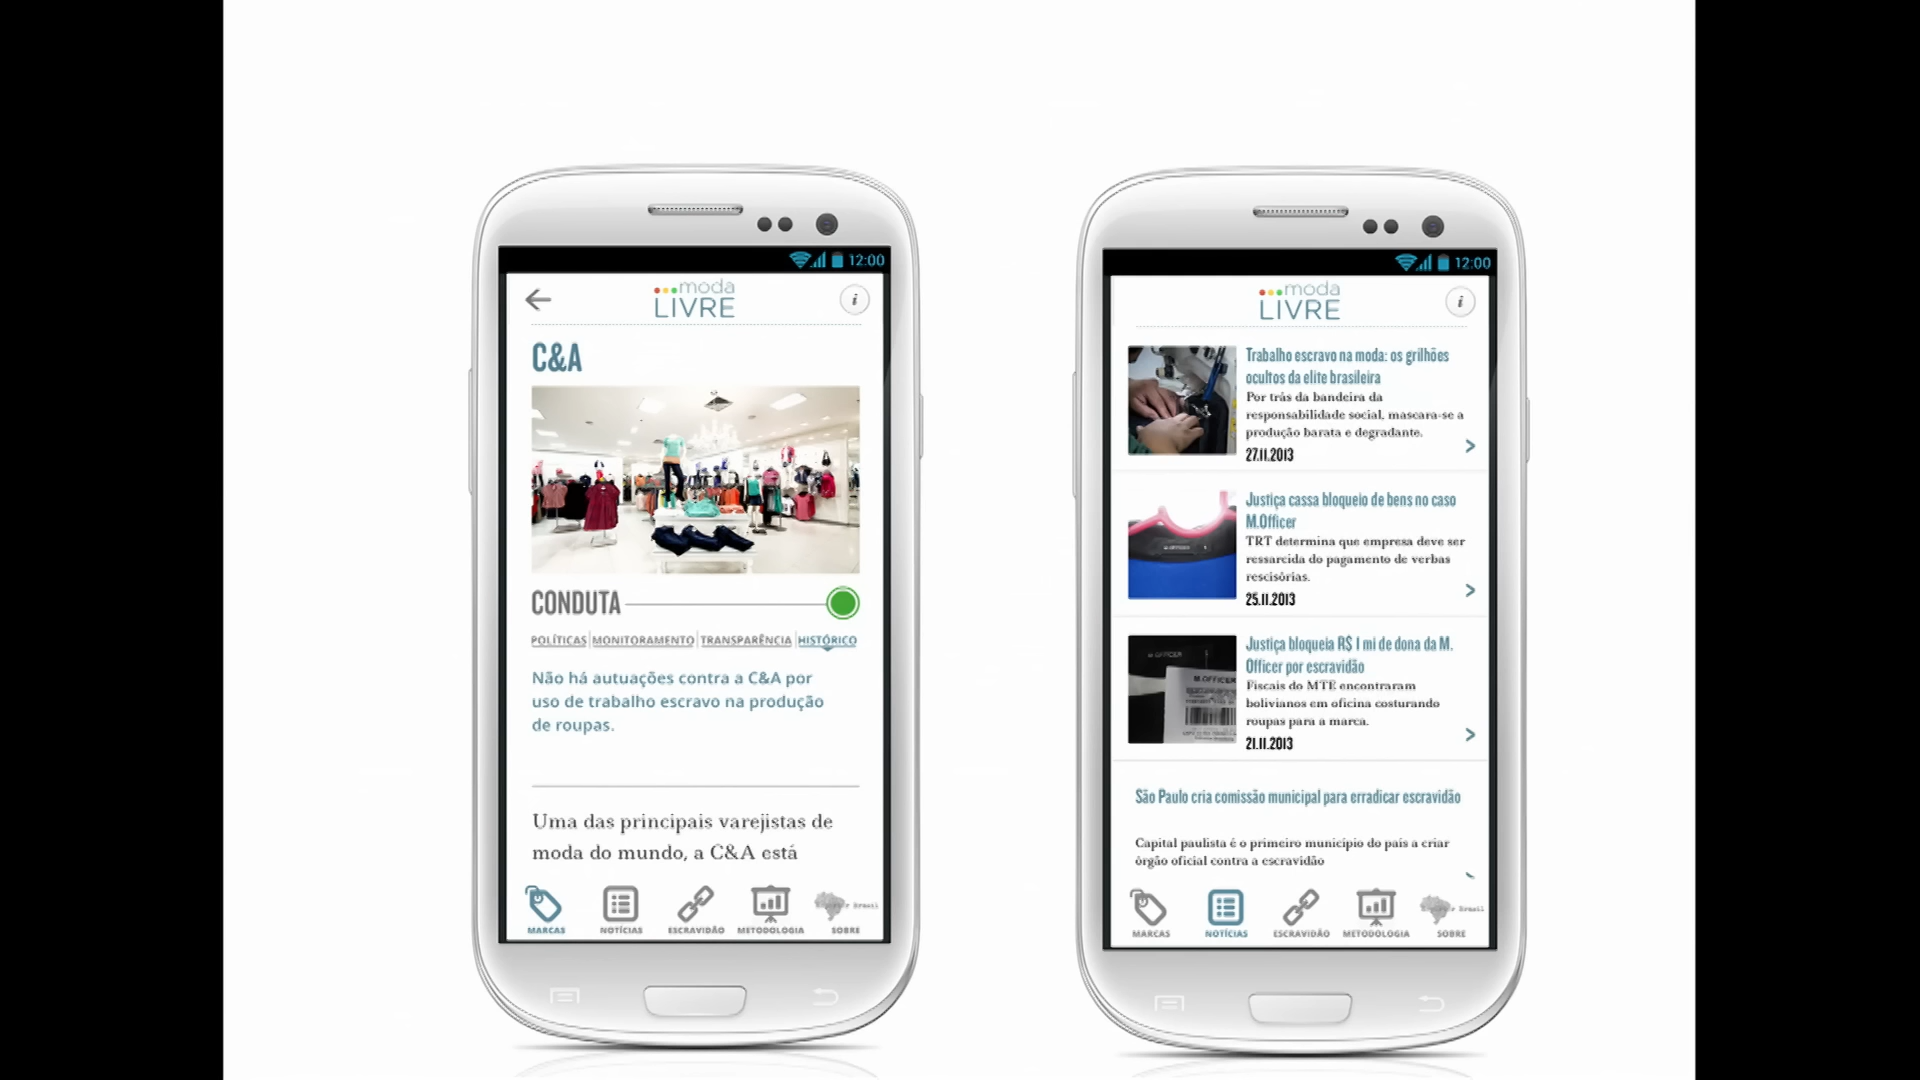 12:00
moda
LIVRE
i
C&A
CONDUTA
POLÍTICAS MONITORAMENTO TRANSPARÊNCIA HISTÓRICO
Não há autuações contra a C&A por
uso de trabalho escravo na produção
de roupas.
Uma das principais varejistas de
moda do mundo, a C&A está
MARCAS NOTÍCIAS ESCRAVIDÃO METODOLOGIA SOBRE
12:00
moda
LIVRE
i
Trabalho escravo na moda: os grilhões
ocultos da elite brasileira
Por trás da bandeira da
responsabilidade social, mascara-se a
produção barata e degradante.
27.11.2013
Justiça cassa bloqueio de bens no caso
M.Officer
TRT determina que empresa deve ser
ressarcida do pagamento de verbas
rescisórias.
25.11.2013
Justiça bloqueia R$ 1 mi de dona da M.
Officer por escravidão
Fiscais do MTE encontraram
bolivianos em oficina costurando
roupas para a marca.
21.11.2013
M.OFFICER
São Paulo cria comissão municipal para erradicar escravidão
Capital paulista é o primeiro município do país a criar
órgão oficial contra a escravidão
MARCAS NOTÍCIAS ESCRAVIDÃO METODOLOGIA SOBRE